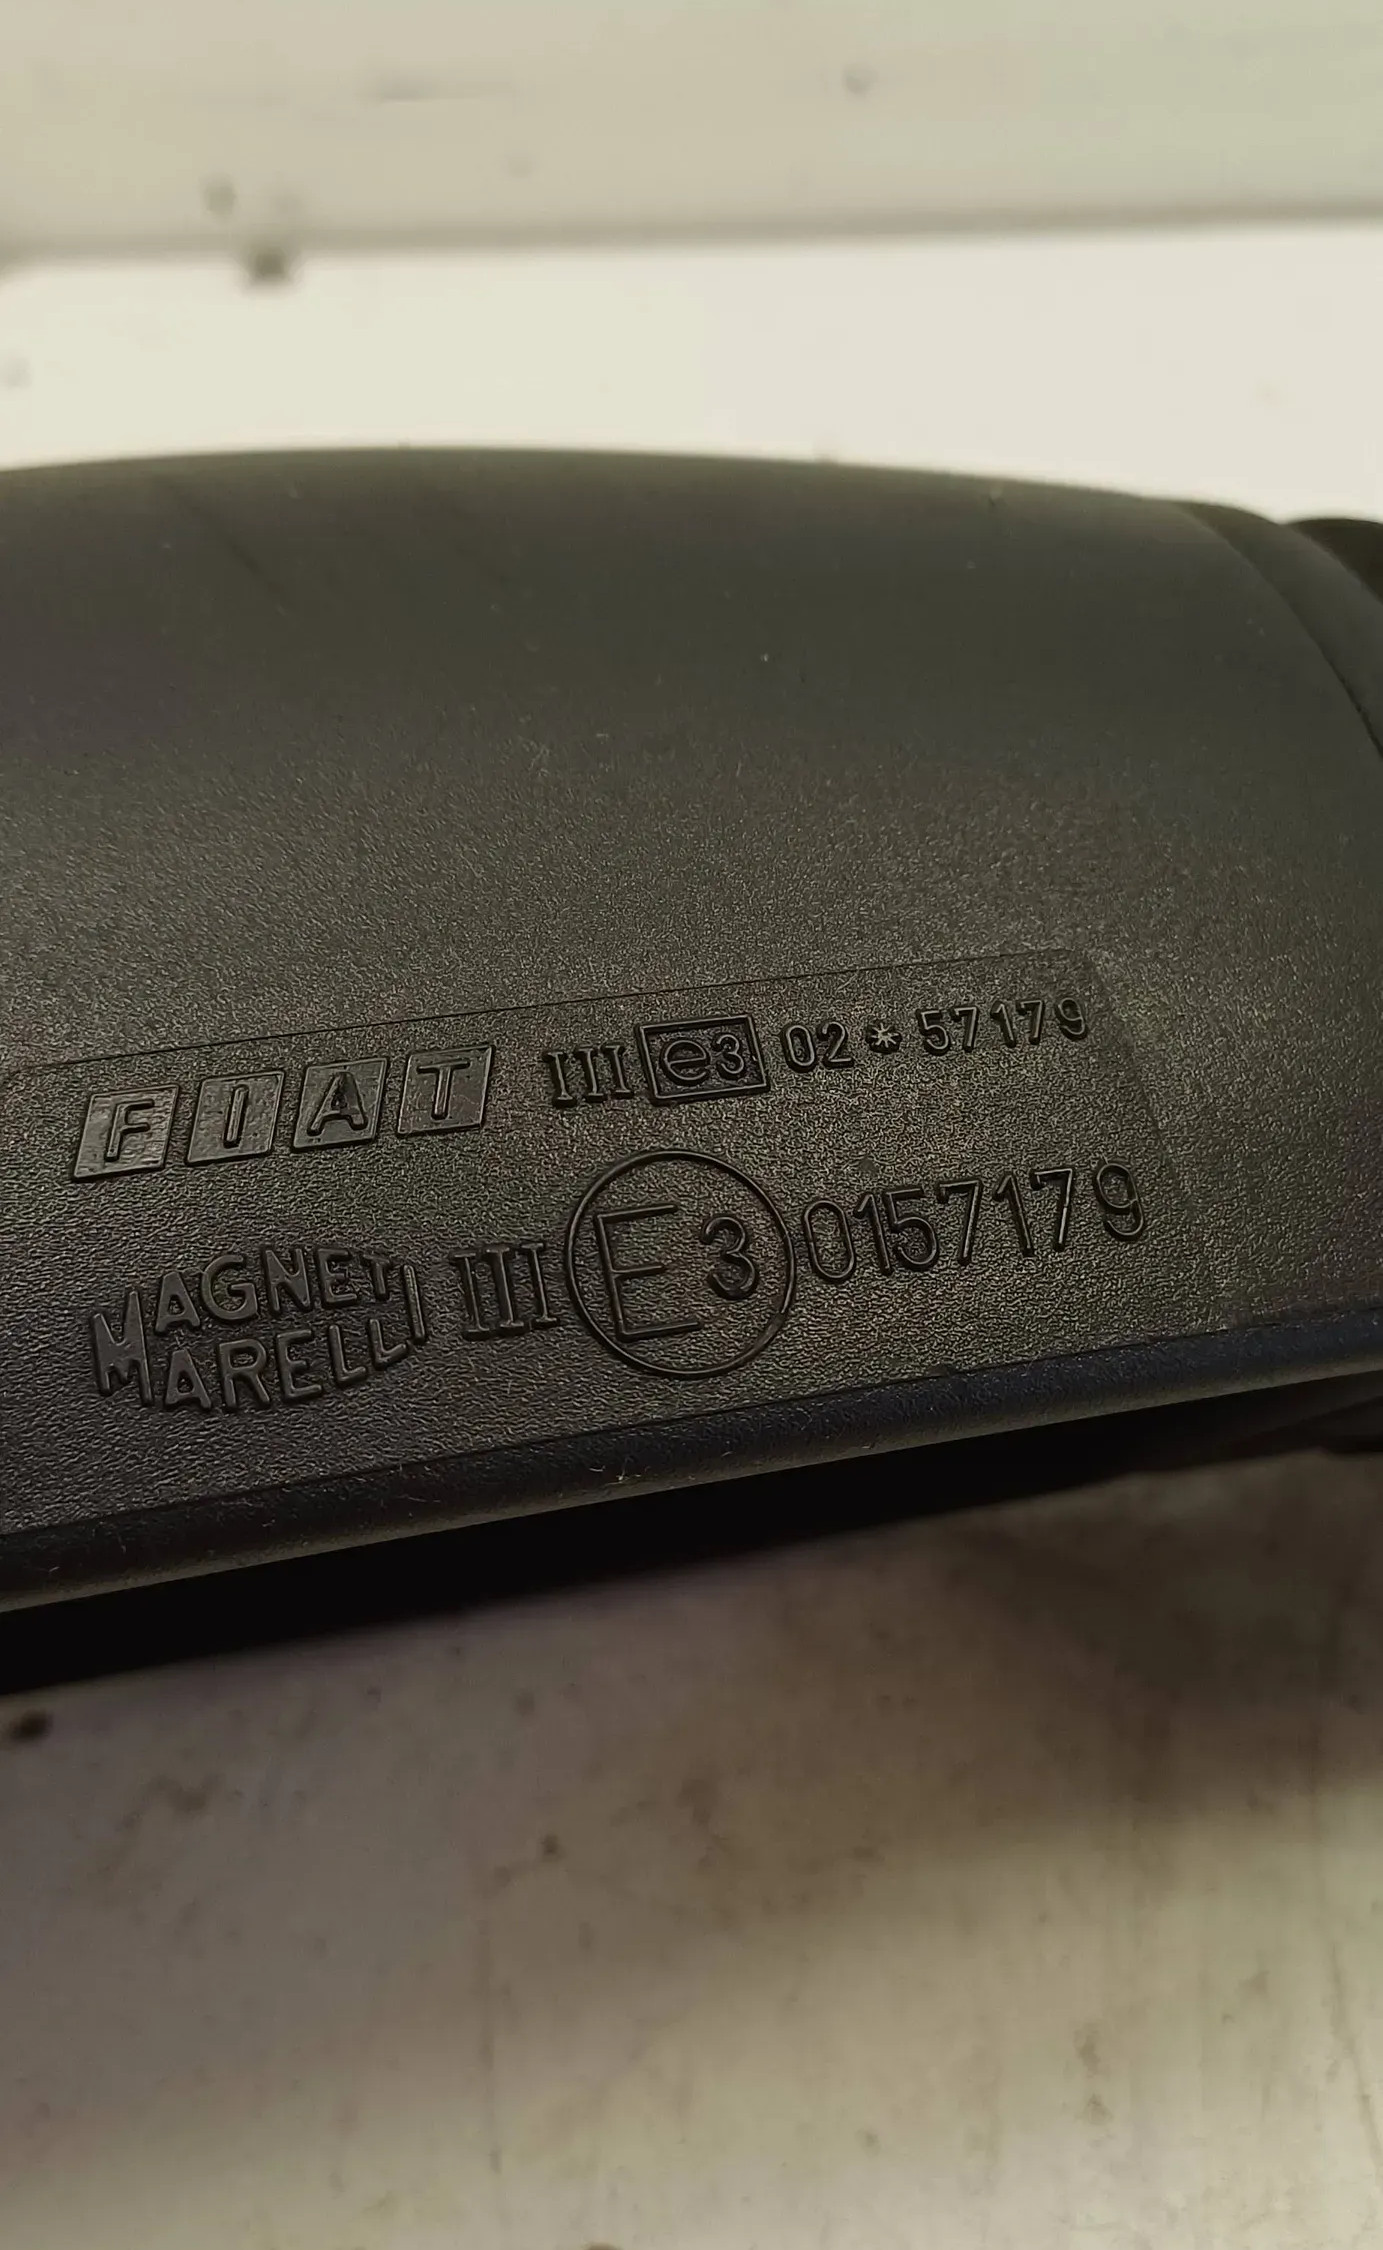 FIAT III e3 02*57179
MAGNETI MARELLI III E3 0157179